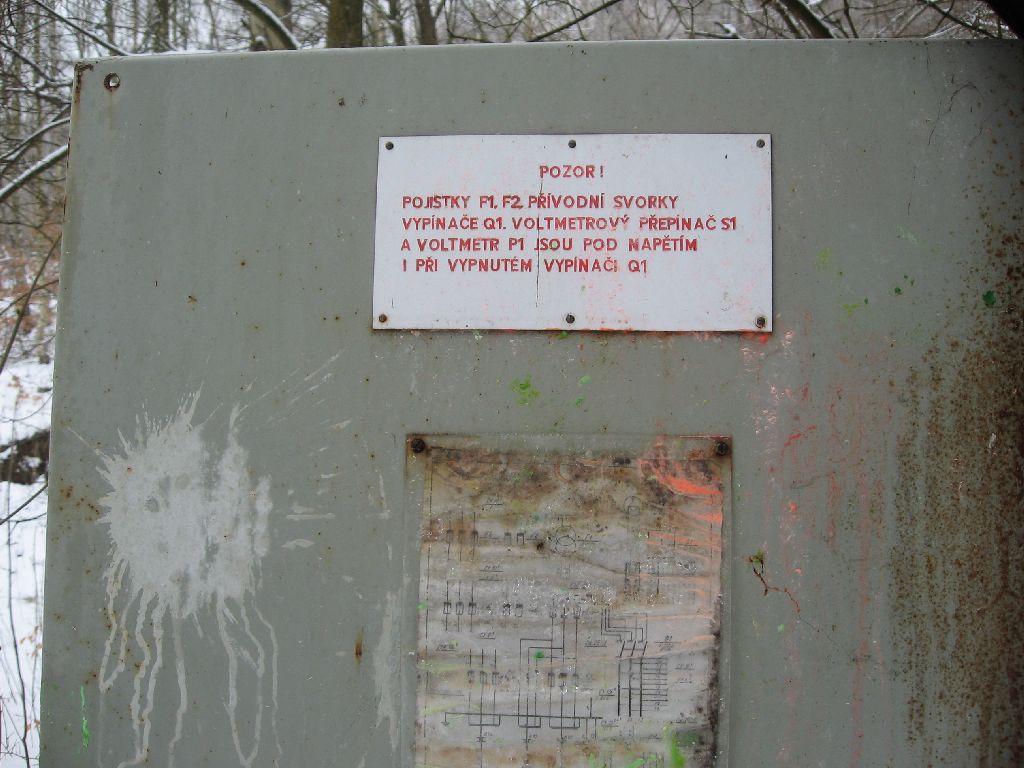 POZOR!
POJISTKY F1, F2, PŘÍVODNÍ SVORKY
VYPÍNAČE Q1. VOLTMETROVÝ PŘEPÍNAČ S1
A VOLTMETR P1 JSOU POD NAPĚTÍM
I PŘI VYPNUTÉM VYPÍNAČI Q1